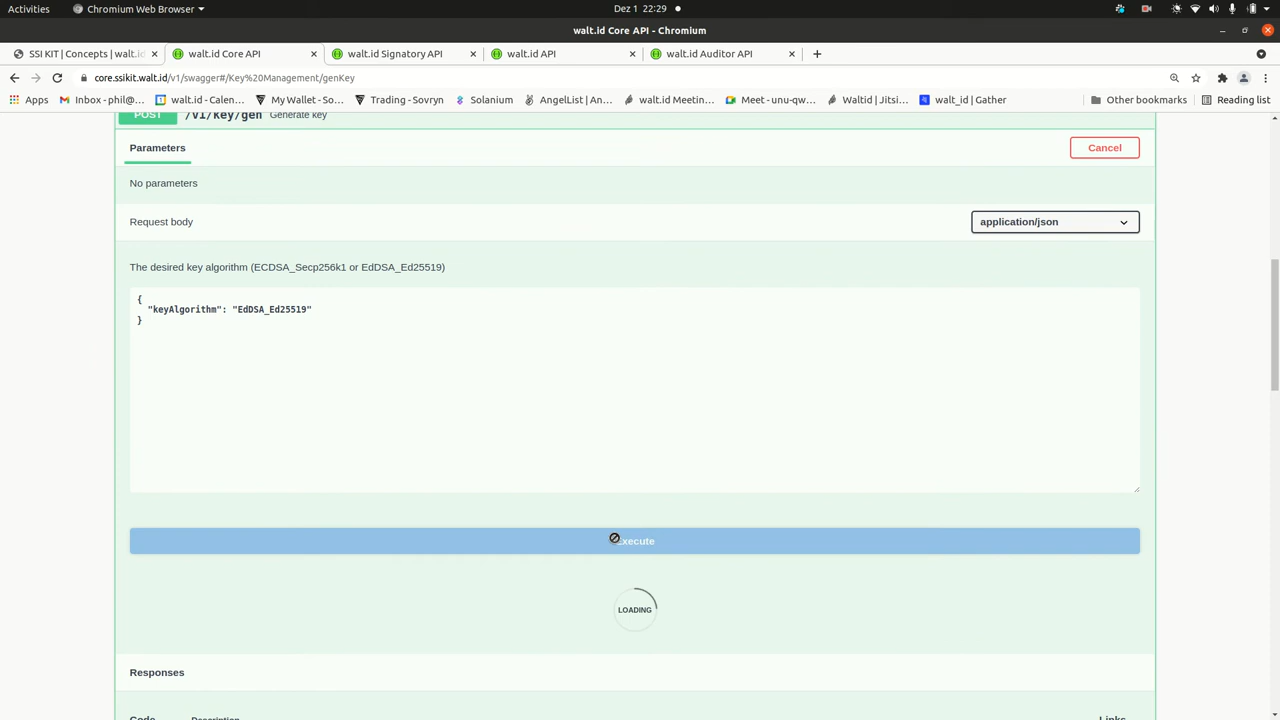 Activities
Chromium Web Browser
Dez 1 22:29
walt.id Core API - Chromium
SSI KIT | Concepts | walt.id
walt.id Core API
walt.id Signatory API
walt.id API
walt.id Auditor API
core.ssikit.walt.id/v1/swagger#/Key%20Management/genKey
Apps
Inbox - phil@...
walt.id - Calen...
My Wallet - So...
Trading - Sovryn
Solanium
AngelList | An...
walt.id Meetin...
Meet - unu-qw...
Waltid | Jitsi...
walt_id | Gather
Other bookmarks
Reading list
POST /v1/key/gen Generate key
Parameters
Cancel
No parameters
Request body
application/json
The desired key algorithm (ECDSA_Secp256k1 or EdDSA_Ed25519)
{
"keyAlgorithm": "EdDSA_Ed25519"
}
Execute
LOADING
Responses
Code
Description
Links